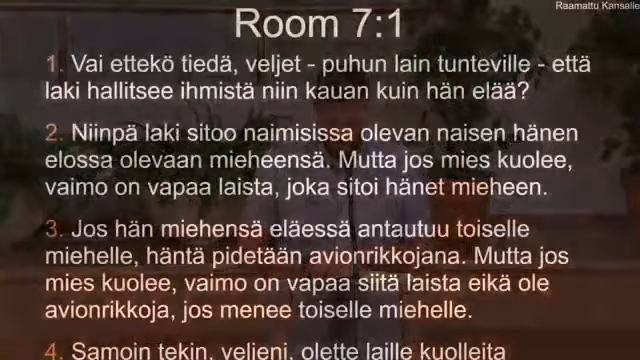 Raamattu Kansalle
Room 7:1
1. Vai ettekö tiedä, veljet - puhun lain tunteville - että
laki hallitsee ihmistä niin kauan kuin hän elää?
2. Niinpä laki sitoo naimisissa olevan naisen hänen
elossa olevaan mieheensä. Mutta jos mies kuolee,
vaimo on vapaa laista, joka sitoi hänet mieheen.
3. Jos hän miehensä eläessä antautuu toiselle
miehelle, häntä pidetään avionrikkojana. Mutta jos
mies kuolee, vaimo on vapaa siitä laista eikä ole
avionrikkoja, jos menee toiselle miehelle.
4. Samoin tekin, veljeni, olette laille kuolleita